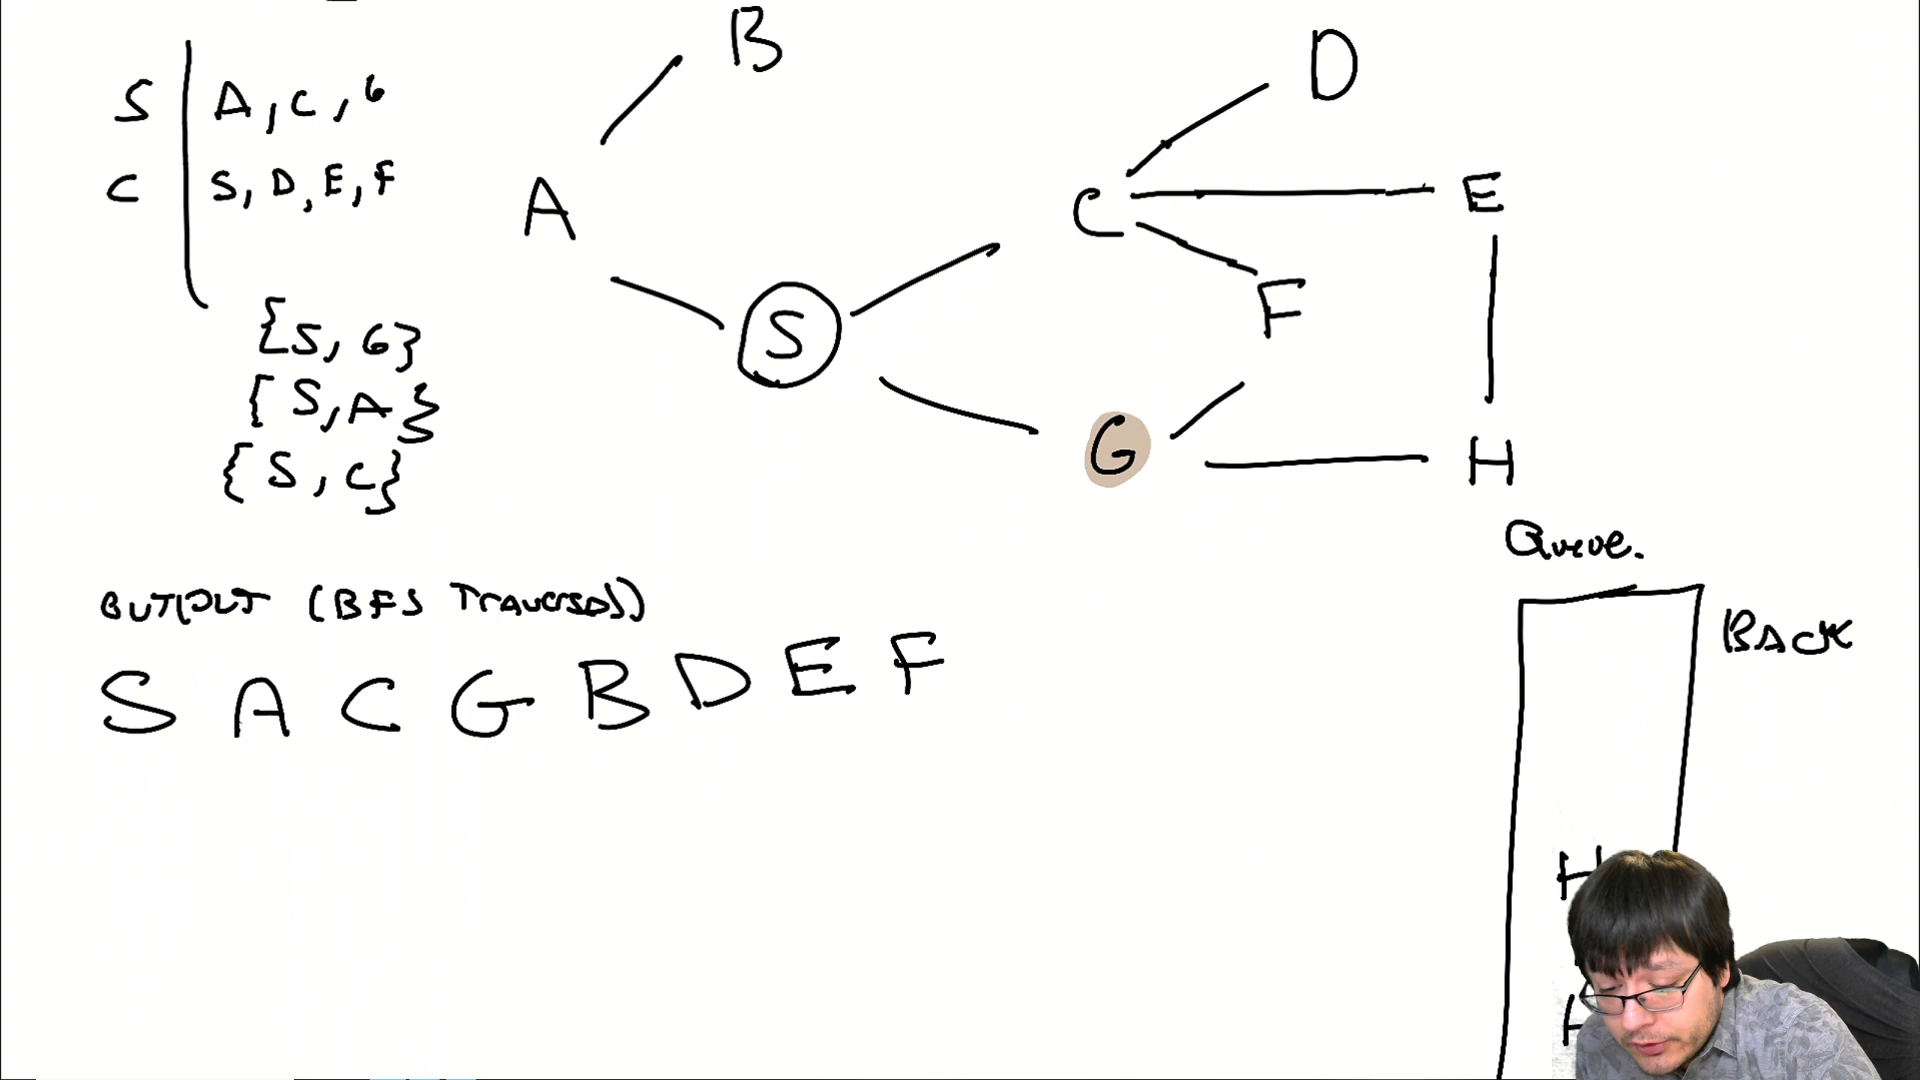 S | A, C, G
C | S, D, E, F
{S, G}
{S, A}
{S, C}
B
A
S
C
D
E
F
G
H
OUTPUT (BFS Traversal)
S A C G B D E F
Queue.
BACK
H